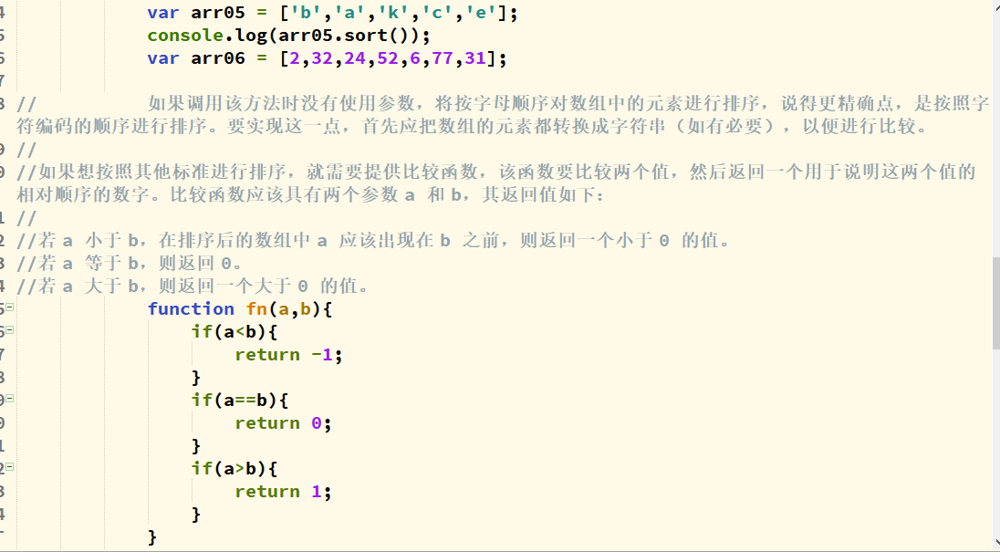 var arr05 = ['b','a','k','c','e'];
console.log(arr05.sort());
var arr06 = [2,32,24,52,6,77,31];
// 如果调用该方法时没有使用参数，将按字母顺序对数组中的元素进行排序，说得更精确点，是按照字
符编码的顺序进行排序。要实现这一点，首先应把数组的元素都转换成字符串（如有必要），以便进行比较。
//
//如果想按照其他标准进行排序，就需要提供比较函数，该函数要比较两个值，然后返回一个用于说明这两个值的
相对顺序的数字。比较函数应该具有两个参数 a 和 b，其返回值如下：
//
//若 a 小于 b，在排序后的数组中 a 应该出现在 b 之前，则返回一个小于 0 的值。
//若 a 等于 b，则返回 0。
//若 a 大于 b，则返回一个大于 0 的值。
function fn(a,b){
if(a<b){
return -1;
}
if(a==b){
return 0;
}
if(a>b){
return 1;
}
}